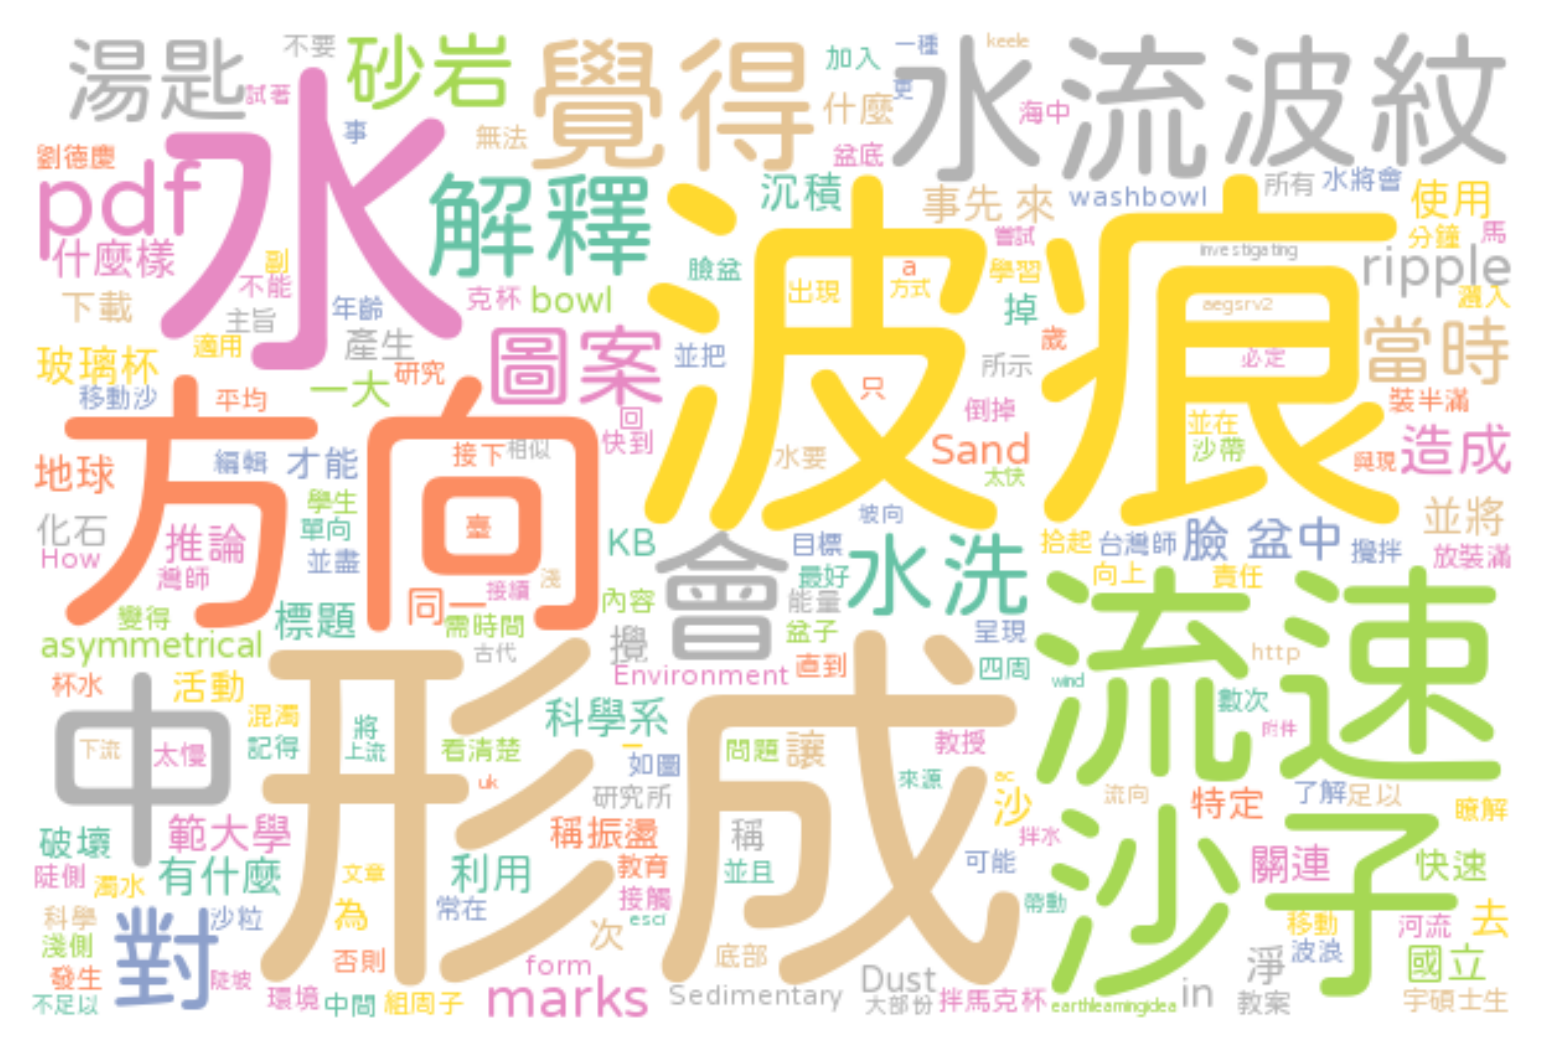 湯匙
不要
砂岩
覺得
加入
一種
keele
水流波紋
試著
事
無法
什麼
更
海中
劉德慶
水
盆底
pdf
解釋
沉積
事先 來
washbowl
所有
水將會
使用
什麼樣
副
不能
臉盆
嘗試
a
學習
investigating
分鐘
馬
ripple
下載
主旨
年齡
克杯
bowl
出現
方式
掉
aegsrv2
適用
產生
圖案
波痕
歲
當時
玻璃杯
一大
研究
並把
所示
必定
移動沙
平均
回
只
倒掉
裝半滿
方向
快到
並在
地球
編輯
才能
接下
相似
水要
Sand
沙帶
與現
造成
太快
化石
學生
臺
坡向
並將
How
推論
單向
KB
會
目標
水洗
拾起
台灣師
臉 盆中
攪拌
放裝滿
灣師
並盡
接續
淺
最好
向上
責任
變得
標題
同一
內容
能量
asymmetrical
需時間
攪
盆子
呈現
流速
古代
Environment
直到
四周
http
杯水
活動
形成
wind
中
混濁
將
科學系
數次
下流
太慢
記得
上流
看清楚
一
如圖
問題
讓
教授
附件
uk
研究所
來源
ac
流向
了解
足以
沙
特定
瞭解
破壞
範大學
稱振盪
稱
拌水
沙子
陡側
濁水
有什麼
文章
利用
教育
並且
可能
關連
快速
科學
對
沙粒
為
常在
接觸
esci
帶動
淺側
次
移動
河流
去
發生
陡坡
否則
form
底部
淨
波浪
國立
不足以
環境
中間
組周子
marks
Sedimentary
Dust
大部份
拌馬克杯
earthlearningidea
in
教案
宇碩士生